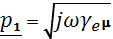 p₁ = √(jωγₑμ)